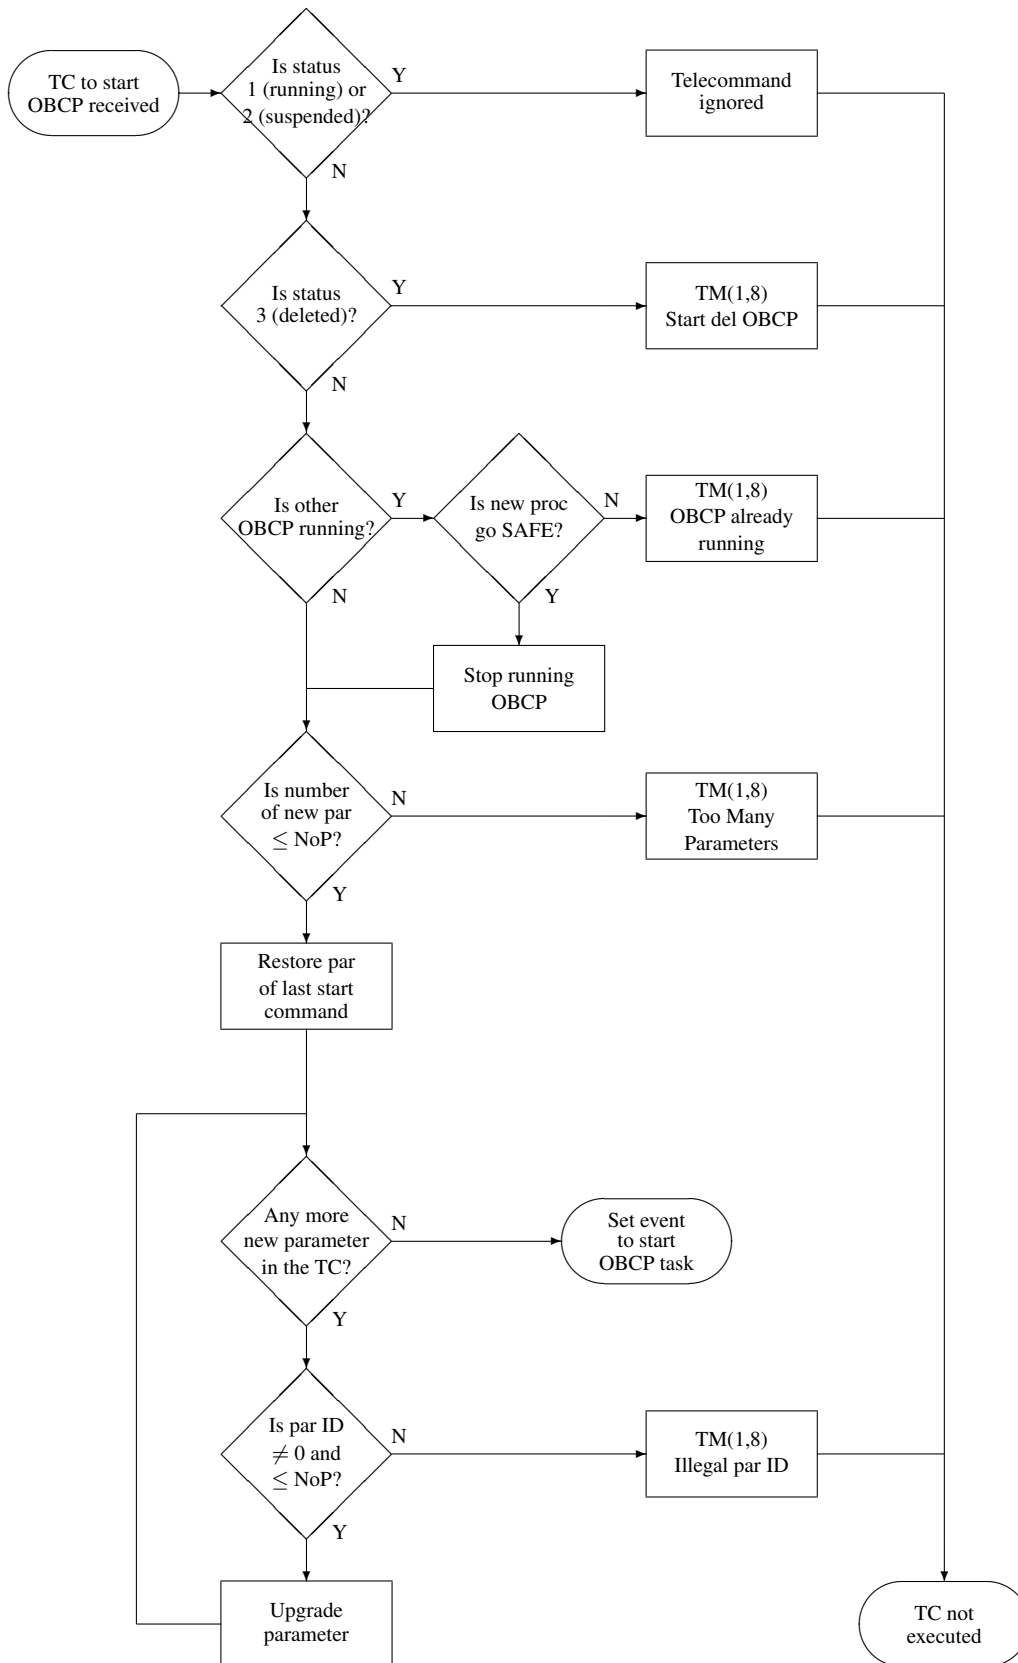 TC to start
OBCP received
Is status
1 (running) or
2 (suspended)?
Y
Telecommand
ignored
N
Is status
3 (deleted)?
Y
TM(1,8)
Start del OBCP
N
Is other
OBCP running?
Y
Is new proc
go SAFE?
N
TM(1,8)
OBCP already
running
N
Y
Stop running
OBCP
Is number
of new par
≤ NoP?
N
TM(1,8)
Too Many
Parameters
Y
Restore par
of last start
command
Any more
new parameter
in the TC?
N
Set event
to start
OBCP task
Y
Is par ID
≠ 0 and
≤ NoP?
N
TM(1,8)
Illegal par ID
Y
Upgrade
parameter
TC not
executed